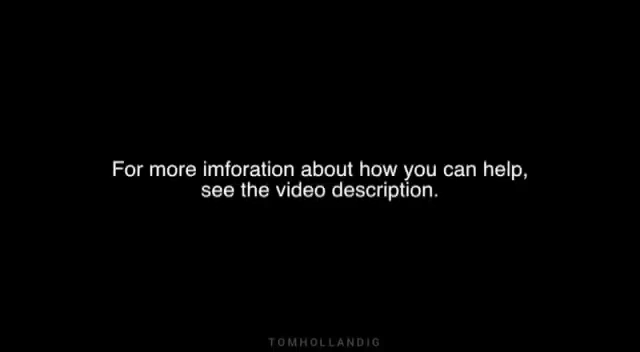 For more imforation about how you can help,
see the video description.
TOMHOLLANDIG